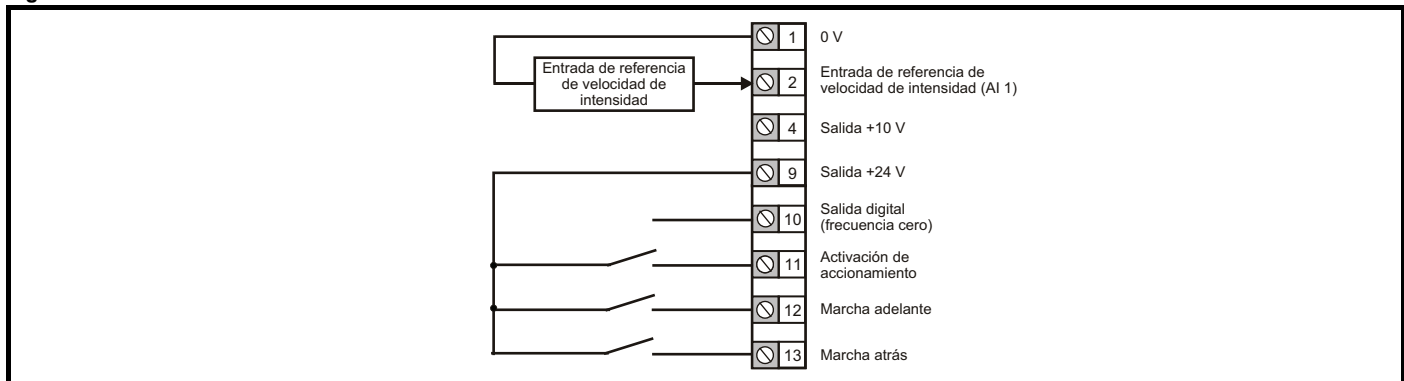 1 0 V
Entrada de referencia
de velocidad de
intensidad
2 Entrada de referencia de
velocidad de intensidad (AI 1)
4 Salida +10 V
9 Salida +24 V
10 Salida digital
(frecuencia cero)
11 Activación de
accionamiento
12 Marcha adelante
13 Marcha atrás